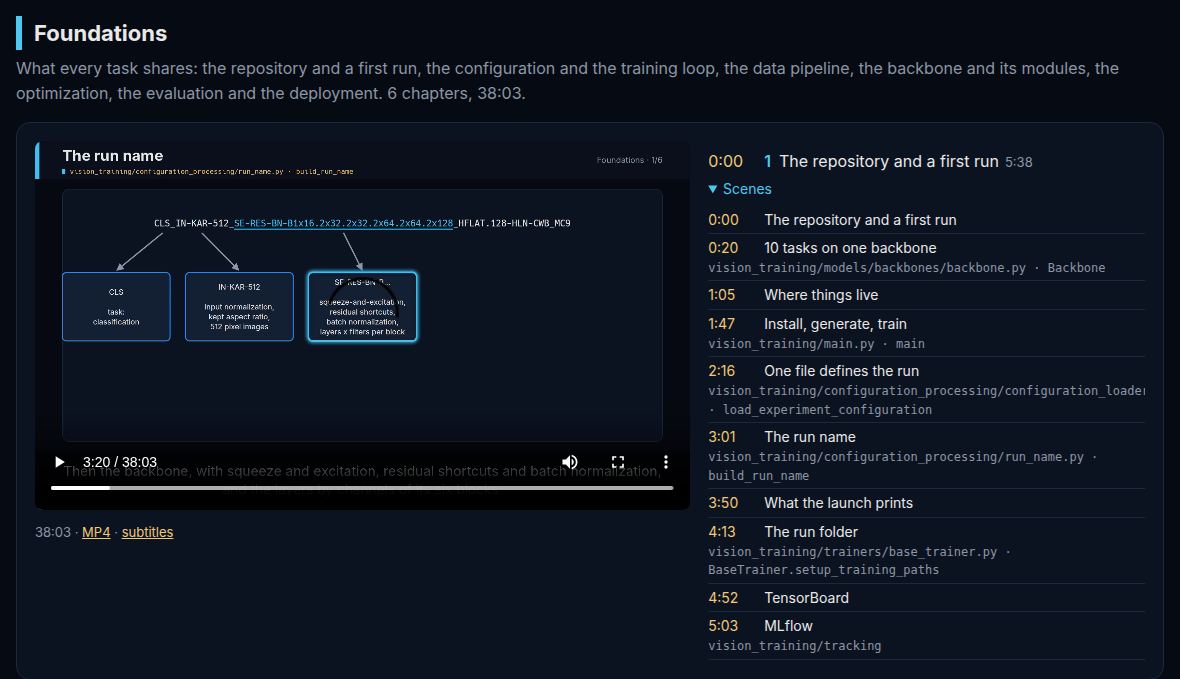 Foundations
What every task shares: the repository and a first run, the configuration and the training loop, the data pipeline, the backbone and its modules, the
optimization, the evaluation and the deployment. 6 chapters, 38:03.
The run name
Foundations · 1/6
vision_training/configuration_processing/run_name.py · build_run_name
CLS_IN-KAR-512_SE-RES-BN-B1x16.2x32.2x32.2x64.2x64.2x128_HFLAT.128-HLN-CWB_MC9
CLS
task:
classification
IN-KAR-512
input normalization,
kept aspect ratio,
512 pixel images
SE-RES-BN-B...
squeeze-and-excitation,
residual shortcuts,
batch normalization,
layers x filters per block
Then the backbone, with squeeze and excitation, residual shortcuts and batch normalization,
3:20 / 38:03
38:03 · MP4 · subtitles
0:00 1 The repository and a first run 5:38
▼ Scenes
0:00 The repository and a first run
0:20 10 tasks on one backbone
vision_training/models/backbones/backbone.py · Backbone
1:05 Where things live
1:47 Install, generate, train
vision_training/main.py · main
2:16 One file defines the run
vision_training/configuration_processing/configuration_loader
· load_experiment_configuration
3:01 The run name
vision_training/configuration_processing/run_name.py ·
build_run_name
3:50 What the launch prints
4:13 The run folder
vision_training/trainers/base_trainer.py ·
BaseTrainer.setup_training_paths
4:52 TensorBoard
5:03 MLflow
vision_training/tracking